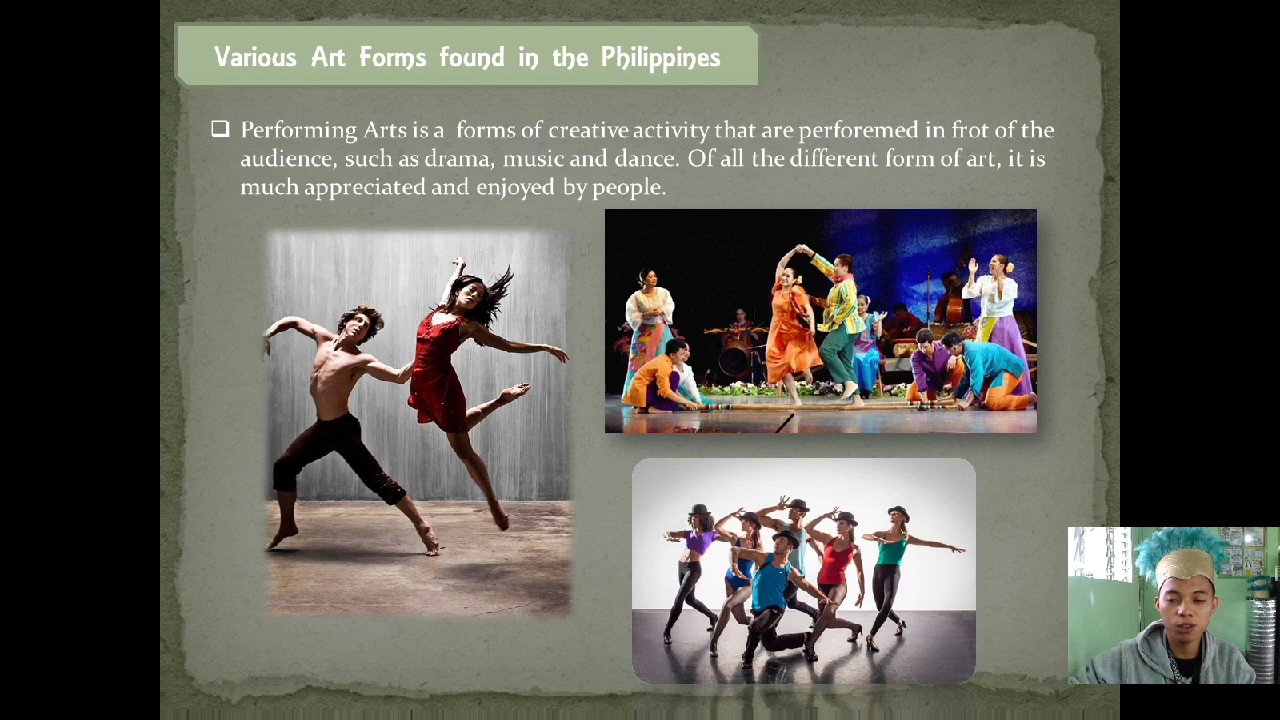 Various Art Forms found in the Philippines
Performing Arts is a forms of creative activity that are perforemed in frot of the
audience, such as drama, music and dance. Of all the different form of art, it is
much appreciated and enjoyed by people.